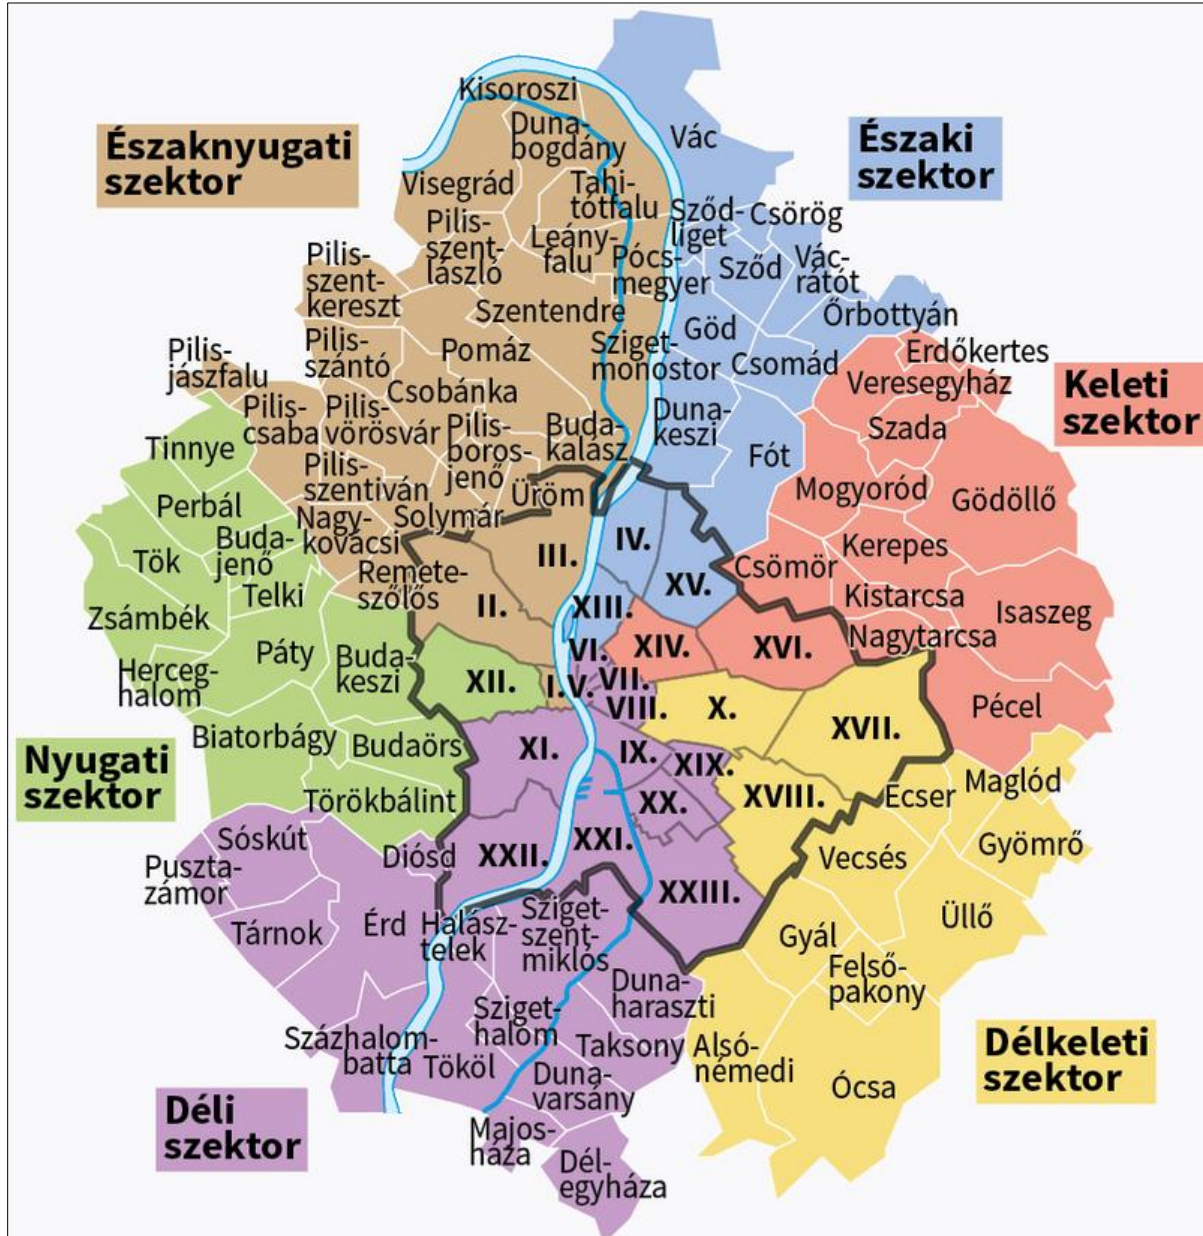 Kisoroszi
Duna-
bogdány
Északnyugati
szektor
Vác
Északi
szektor
Visegrád
Tahi-
tótfalu
Sződ-
liget
Csörög
Pilis-
szent-
lászló
Leány-
falu
Pócs-
megyer
Sződ
Vác-
rátót
Pilis-
szent-
kereszt
Szentendre
Göd
Őrbottyán
Pilis-
szántó
Pomáz
Sziget-
monostor
Csomád
Erdőkertes
Pilis-
jászfalu
Csobánka
Veresegyház
Keleti
szektor
Pilis-
csaba
Pilis-
vörösvár
Pilis-
boros-
jenő
Buda-
kalász
Duna-
keszi
Szada
Tinnye
Fót
Pilis-
szentiván
Üröm
Mogyoród
Gödöllő
Perbál
Nagy-
kovácsi
Solymár
Buda-
jenő
III.
IV.
Kerepes
Tök
Remete-
szőlős
XV.
Csömör
Telki
II.
XIII.
Kistarcsa
Isaszeg
Zsámbék
Nagytarcsa
Páty
Buda-
keszi
VI.
XIV.
XVI.
Herceg-
halom
XII.
I.
V.
VII.
VIII.
X.
Pécel
XVII.
Biatorbágy
Budaörs
XI.
IX.
XIX.
Nyugati
szektor
Törökbálint
XX.
XVIII.
Ecser
Maglód
Sóskút
Diósd
XXII.
XXI.
Vecsés
Gyömrő
Puszta-
zámor
XXIII.
Tárnok
Érd
Halász-
telek
Sziget-
szent-
miklós
Gyál
Üllő
Felső-
pakony
Duna-
haraszti
Sziget-
halom
Százhalom-
batta
Tököl
Taksony
Alsó-
némedi
Délkeleti
szektor
Duna-
varsány
Ócsa
Déli
szektor
Majos-
háza
Dél-
egyháza